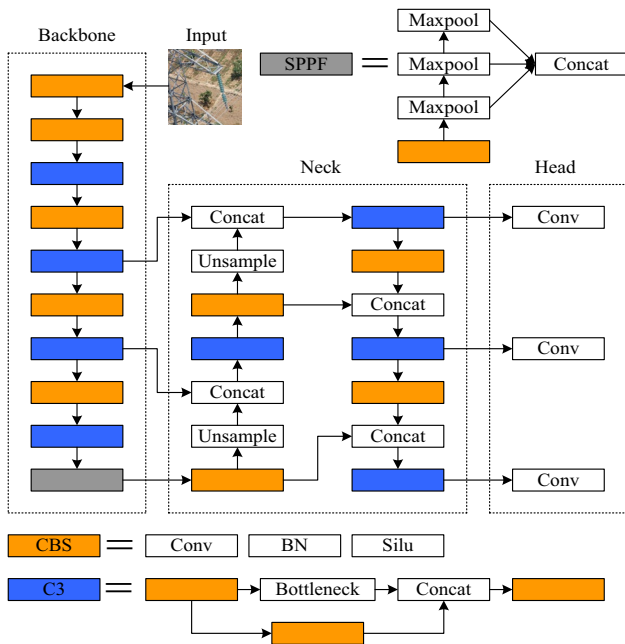 Backbone
Input
Maxpool
SPPF
Maxpool
Concat
Maxpool
Neck
Head
Concat
Conv
Unsample
Concat
Conv
Concat
Unsample
Concat
Conv
CBS
Conv
BN
Silu
C3
Bottleneck
Concat